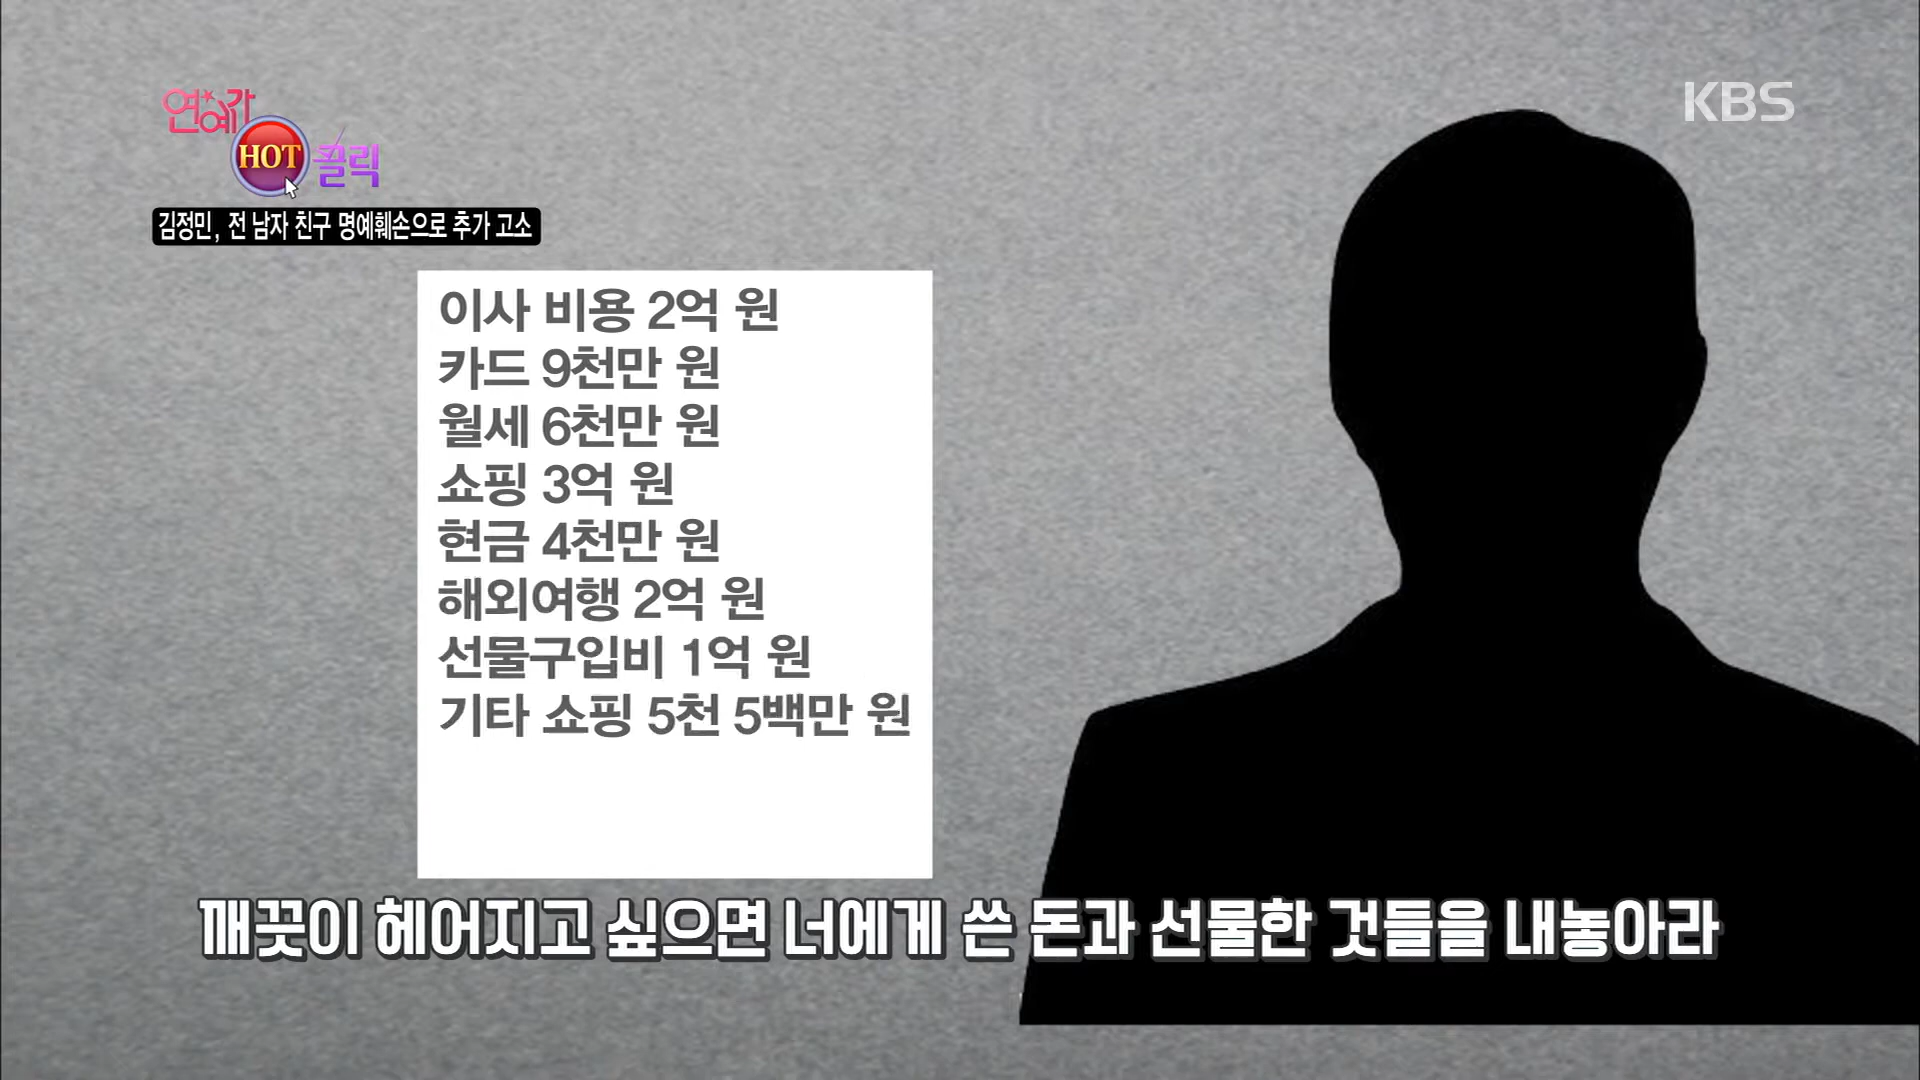 연예가
HOT
클릭
KBS
김정민, 전 남자 친구 명예훼손으로 추가 고소
이사 비용 2억 원
카드 9천만 원
월세 6천만 원
쇼핑 3억 원
현금 4천만 원
해외여행 2억 원
선물구입비 1억 원
기타 쇼핑 5천 5백만 원
깨끗이 헤어지고 싶으면 너에게 쓴 돈과 선물한 것들을 내놓아라